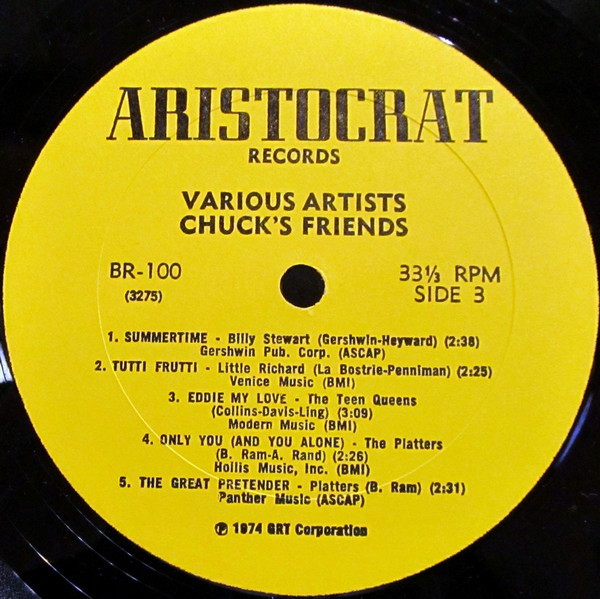 ARISTOCRAT
RECORDS
VARIOUS ARTISTS
CHUCK'S FRIENDS
BR-100
(3275)
33⅓ RPM
SIDE 3
1. SUMMERTIME - Billy Stewart (Gershwin-Heyward) (2:38)
Gershwin Pub. Corp. (ASCAP)
2. TUTTI FRUTTI - Little Richard (La Bostrie-Penniman) (2:25)
Venice Music (BMI)
3. EDDIE MY LOVE - The Teen Queens
(Collins-Davis-Ling) (3:09)
Modern Music (BMI)
4. ONLY YOU (AND YOU ALONE) - The Platters
(B. Ram-A. Rand) (2:26)
Hollis Music, Inc. (BMI)
5. THE GREAT PRETENDER - Platters (B. Ram) (2:31)
Panther Music (ASCAP)
℗ 1974 GRT Corporation